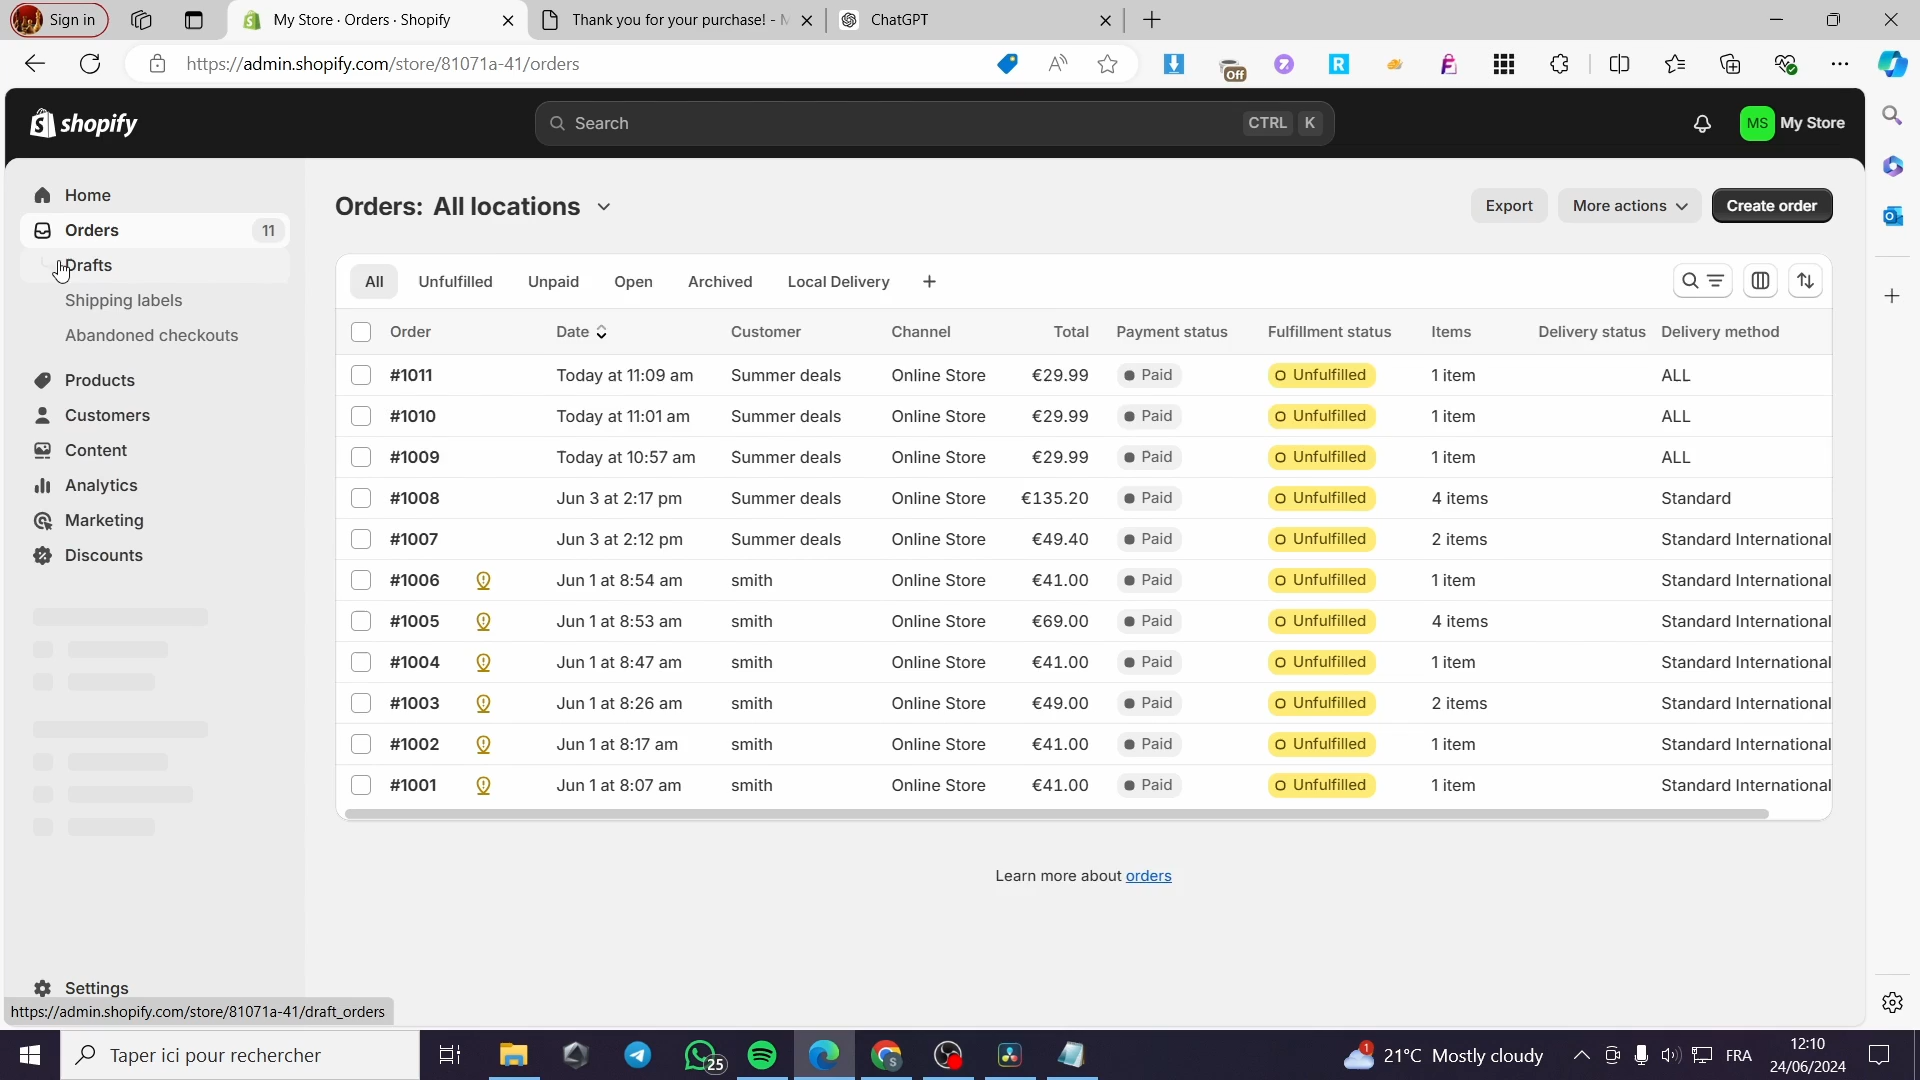 Sign in
My Store · Orders · Shopify
Thank you for your purchase! - M
ChatGPT
https://admin.shopify.com/store/81071a-41/orders
Off
shopify
Search
CTRL K
MS My Store
Home
Orders 11
Drafts
Shipping labels
Abandoned checkouts
Products
Customers
Content
Analytics
Marketing
Discounts
Settings
Orders: All locations
Export
More actions
Create order
All Unfulfilled Unpaid Open Archived Local Delivery +
Order Date Customer Channel Total Payment status Fulfillment status Items Delivery status Delivery method
#1011 Today at 11:09 am Summer deals Online Store €29.99 Paid Unfulfilled 1 item ALL
#1010 Today at 11:01 am Summer deals Online Store €29.99 Paid Unfulfilled 1 item ALL
#1009 Today at 10:57 am Summer deals Online Store €29.99 Paid Unfulfilled 1 item ALL
#1008 Jun 3 at 2:17 pm Summer deals Online Store €135.20 Paid Unfulfilled 4 items Standard
#1007 Jun 3 at 2:12 pm Summer deals Online Store €49.40 Paid Unfulfilled 2 items Standard International
#1006 Jun 1 at 8:54 am smith Online Store €41.00 Paid Unfulfilled 1 item Standard International
#1005 Jun 1 at 8:53 am smith Online Store €69.00 Paid Unfulfilled 4 items Standard International
#1004 Jun 1 at 8:47 am smith Online Store €41.00 Paid Unfulfilled 1 item Standard International
#1003 Jun 1 at 8:26 am smith Online Store €49.00 Paid Unfulfilled 2 items Standard International
#1002 Jun 1 at 8:17 am smith Online Store €41.00 Paid Unfulfilled 1 item Standard International
#1001 Jun 1 at 8:07 am smith Online Store €41.00 Paid Unfulfilled 1 item Standard International
Learn more about orders
https://admin.shopify.com/store/81071a-41/draft_orders
Taper ici pour rechercher
25
1
21°C Mostly cloudy
FRA
12:10
24/06/2024